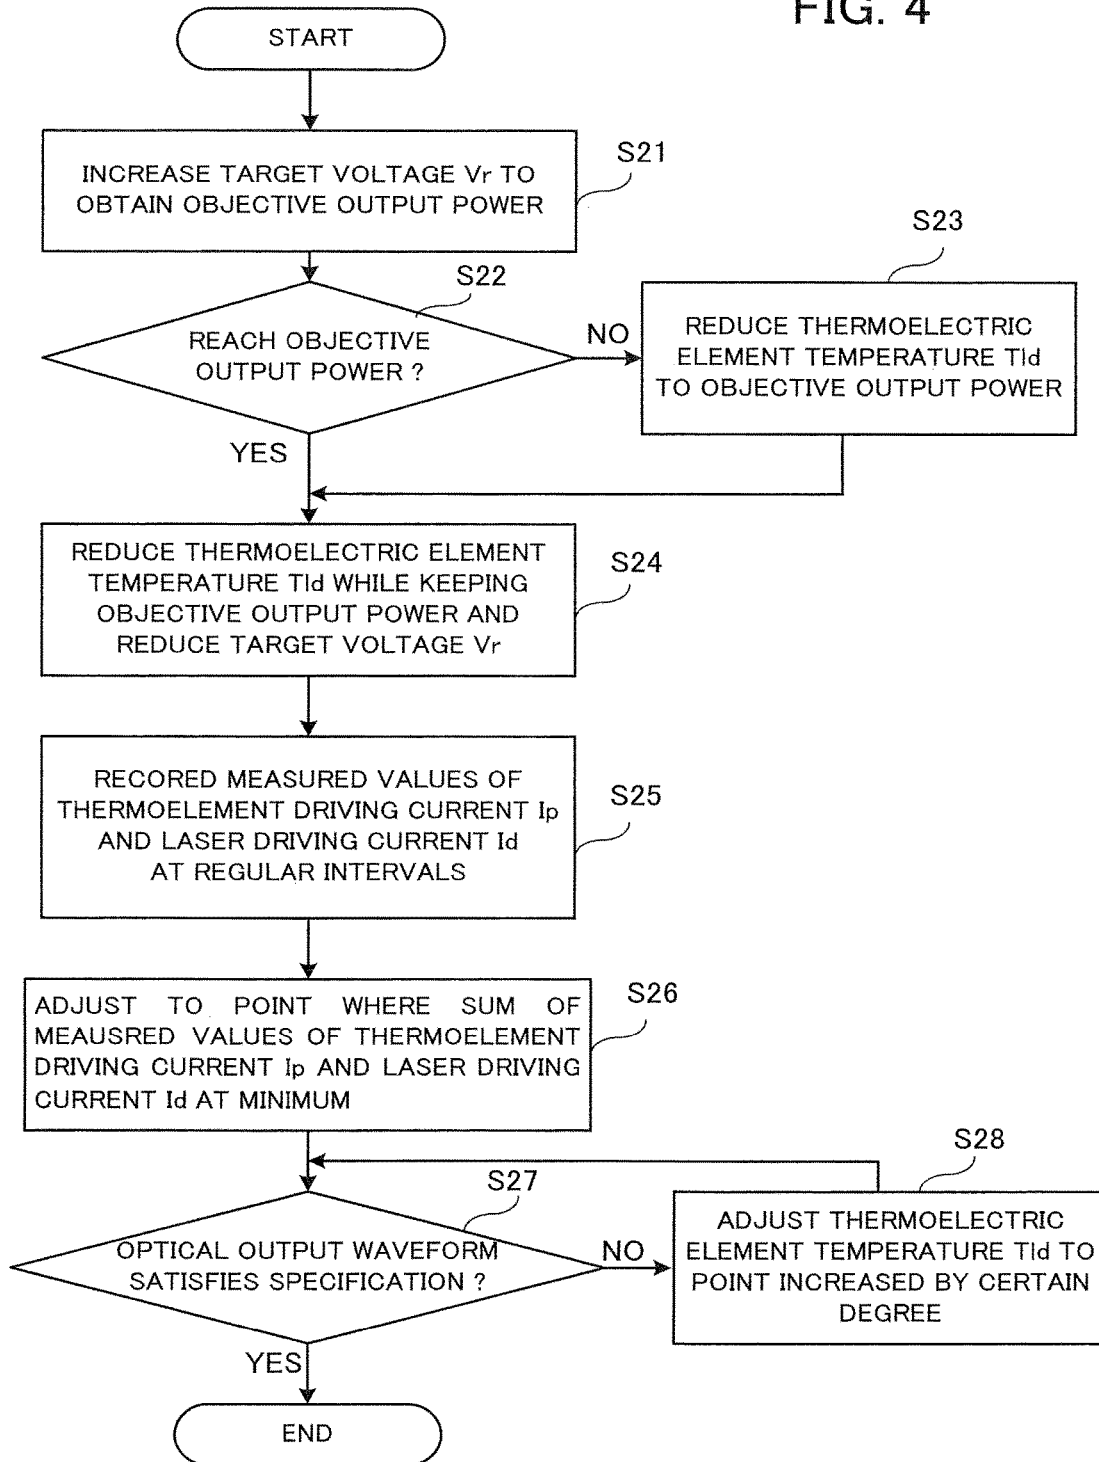 FIG. 4
START
INCREASE TARGET VOLTAGE Vr TO
OBTAIN OBJECTIVE OUTPUT POWER
S21
S22
REACH OBJECTIVE
OUTPUT POWER ?
NO
YES
S23
REDUCE THERMOELECTRIC
ELEMENT TEMPERATURE Tld
TO OBJECTIVE OUTPUT POWER
REDUCE THERMOELECTRIC ELEMENT
TEMPERATURE Tld WHILE KEEPING
OBJECTIVE OUTPUT POWER AND
REDUCE TARGET VOLTAGE Vr
S24
RECORED MEASURED VALUES OF
THERMOELEMENT DRIVING CURRENT Ip
AND LASER DRIVING CURRENT Id
AT REGULAR INTERVALS
S25
ADJUST TO POINT WHERE SUM OF
MEAUSRED VALUES OF THERMOELEMENT
DRIVING CURRENT Ip AND LASER DRIVING
CURRENT Id AT MINIMUM
S26
S27
OPTICAL OUTPUT WAVEFORM
SATISFIES SPECIFICATION ?
NO
YES
S28
ADJUST THERMOELECTRIC
ELEMENT TEMPERATURE Tld TO
POINT INCREASED BY CERTAIN
DEGREE
END